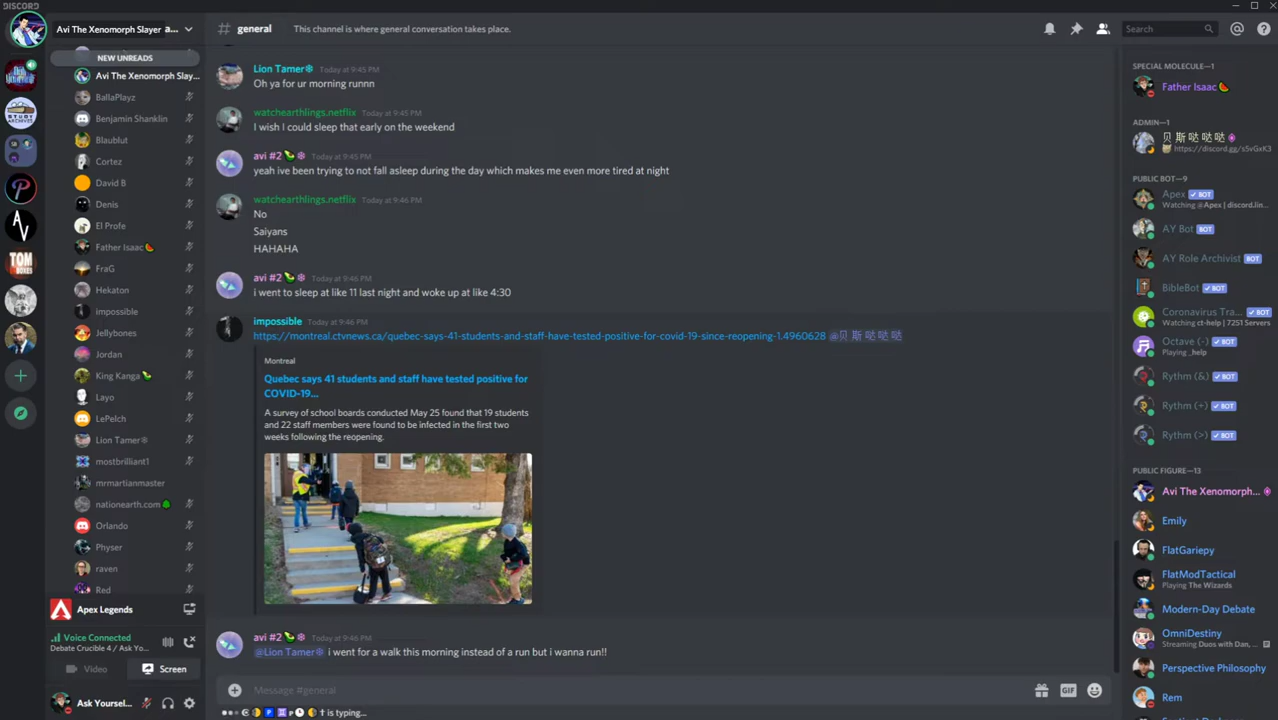 DISCORD
Avi The Xenomorph Slayer a...
# general
This channel is where general conversation takes place.
Search
NEW UNREADS
Avi The Xenomorph Slay...
BallaPlayz
Benjamin Shanklin
Blaublut
Cortez
David B
Denis
El Profe
Father Isaac
FraG
Hekaton
impossible
Jellybones
Jordan
King Kanga
Layo
LePelch
Lion Tamer
mostbrilliant1
mrmartianmaster
nationearth.com
Orlando
Physer
raven
Red
Apex Legends
Voice Connected
Debate Crucible 4 / Ask Yo...
Video
Screen
Ask Yoursel...
STUDY
ARCHIVES
P
AV
TOM
BOXES
Lion Tamer Today at 9:45 PM
Oh ya for ur morning runnn
watchearthlings.netflix Today at 9:45 PM
I wish I could sleep that early on the weekend
avi #2 Today at 9:45 PM
yeah ive been trying to not fall asleep during the day which makes me even more tired at night
watchearthlings.netflix Today at 9:46 PM
No
Saiyans
HAHAHA
avi #2 Today at 9:46 PM
i went to sleep at like 11 last night and woke up at like 4:30
impossible Today at 9:46 PM
https://montreal.ctvnews.ca/quebec-says-41-students-and-staff-have-tested-positive-for-covid-19-since-reopening-1.4960628 @贝 斯 哒 哒 哒
Montreal
Quebec says 41 students and staff have tested positive for
COVID-19...
A survey of school boards conducted May 25 found that 19 students
and 22 staff members were found to be infected in the first two
weeks following the reopening.
avi #2 Today at 9:46 PM
@Lion Tamer i went for a walk this morning instead of a run but i wanna run!!
Message #general
GIF
is typing...
SPECIAL MOLECULE—1
Father Isaac
ADMIN—1
贝 斯 哒 哒 哒
https://discord.gg/s5vGxK3
PUBLIC BOT—9
Apex BOT
Watching @Apex | discordJin...
AY Bot BOT
AY Role Archivist BOT
BibleBot BOT
Coronavirus Tra... BOT
Watching ct-help | 7251 Servers
Octave (-) BOT
Playing _help
Rythm (&) BOT
Rythm (+) BOT
Rythm (>) BOT
PUBLIC FIGURE—13
Avi The Xenomorph...
Emily
FlatGariepy
FlatModTactical
Playing The Wizards
Modern-Day Debate
OmniDestiny
Streaming Duos with Dan, ...
Perspective Philosophy
Rem